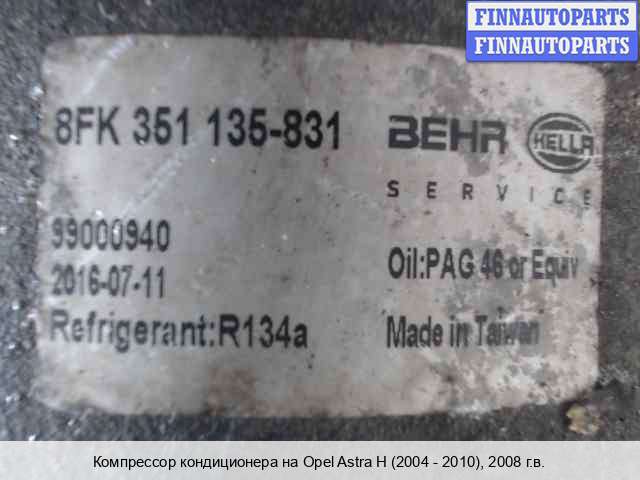 FINNAUTOPARTS
FINNAUTOPARTS
8FK 351 135-831
BEHR HELLA
SERVICE
99000940
2016-07-11
Refrigerant:R134a
Oil:PAG 46 or Equiv
Made in Taiwan
Компрессор кондиционера на Opel Astra H (2004 - 2010), 2008 г.в.